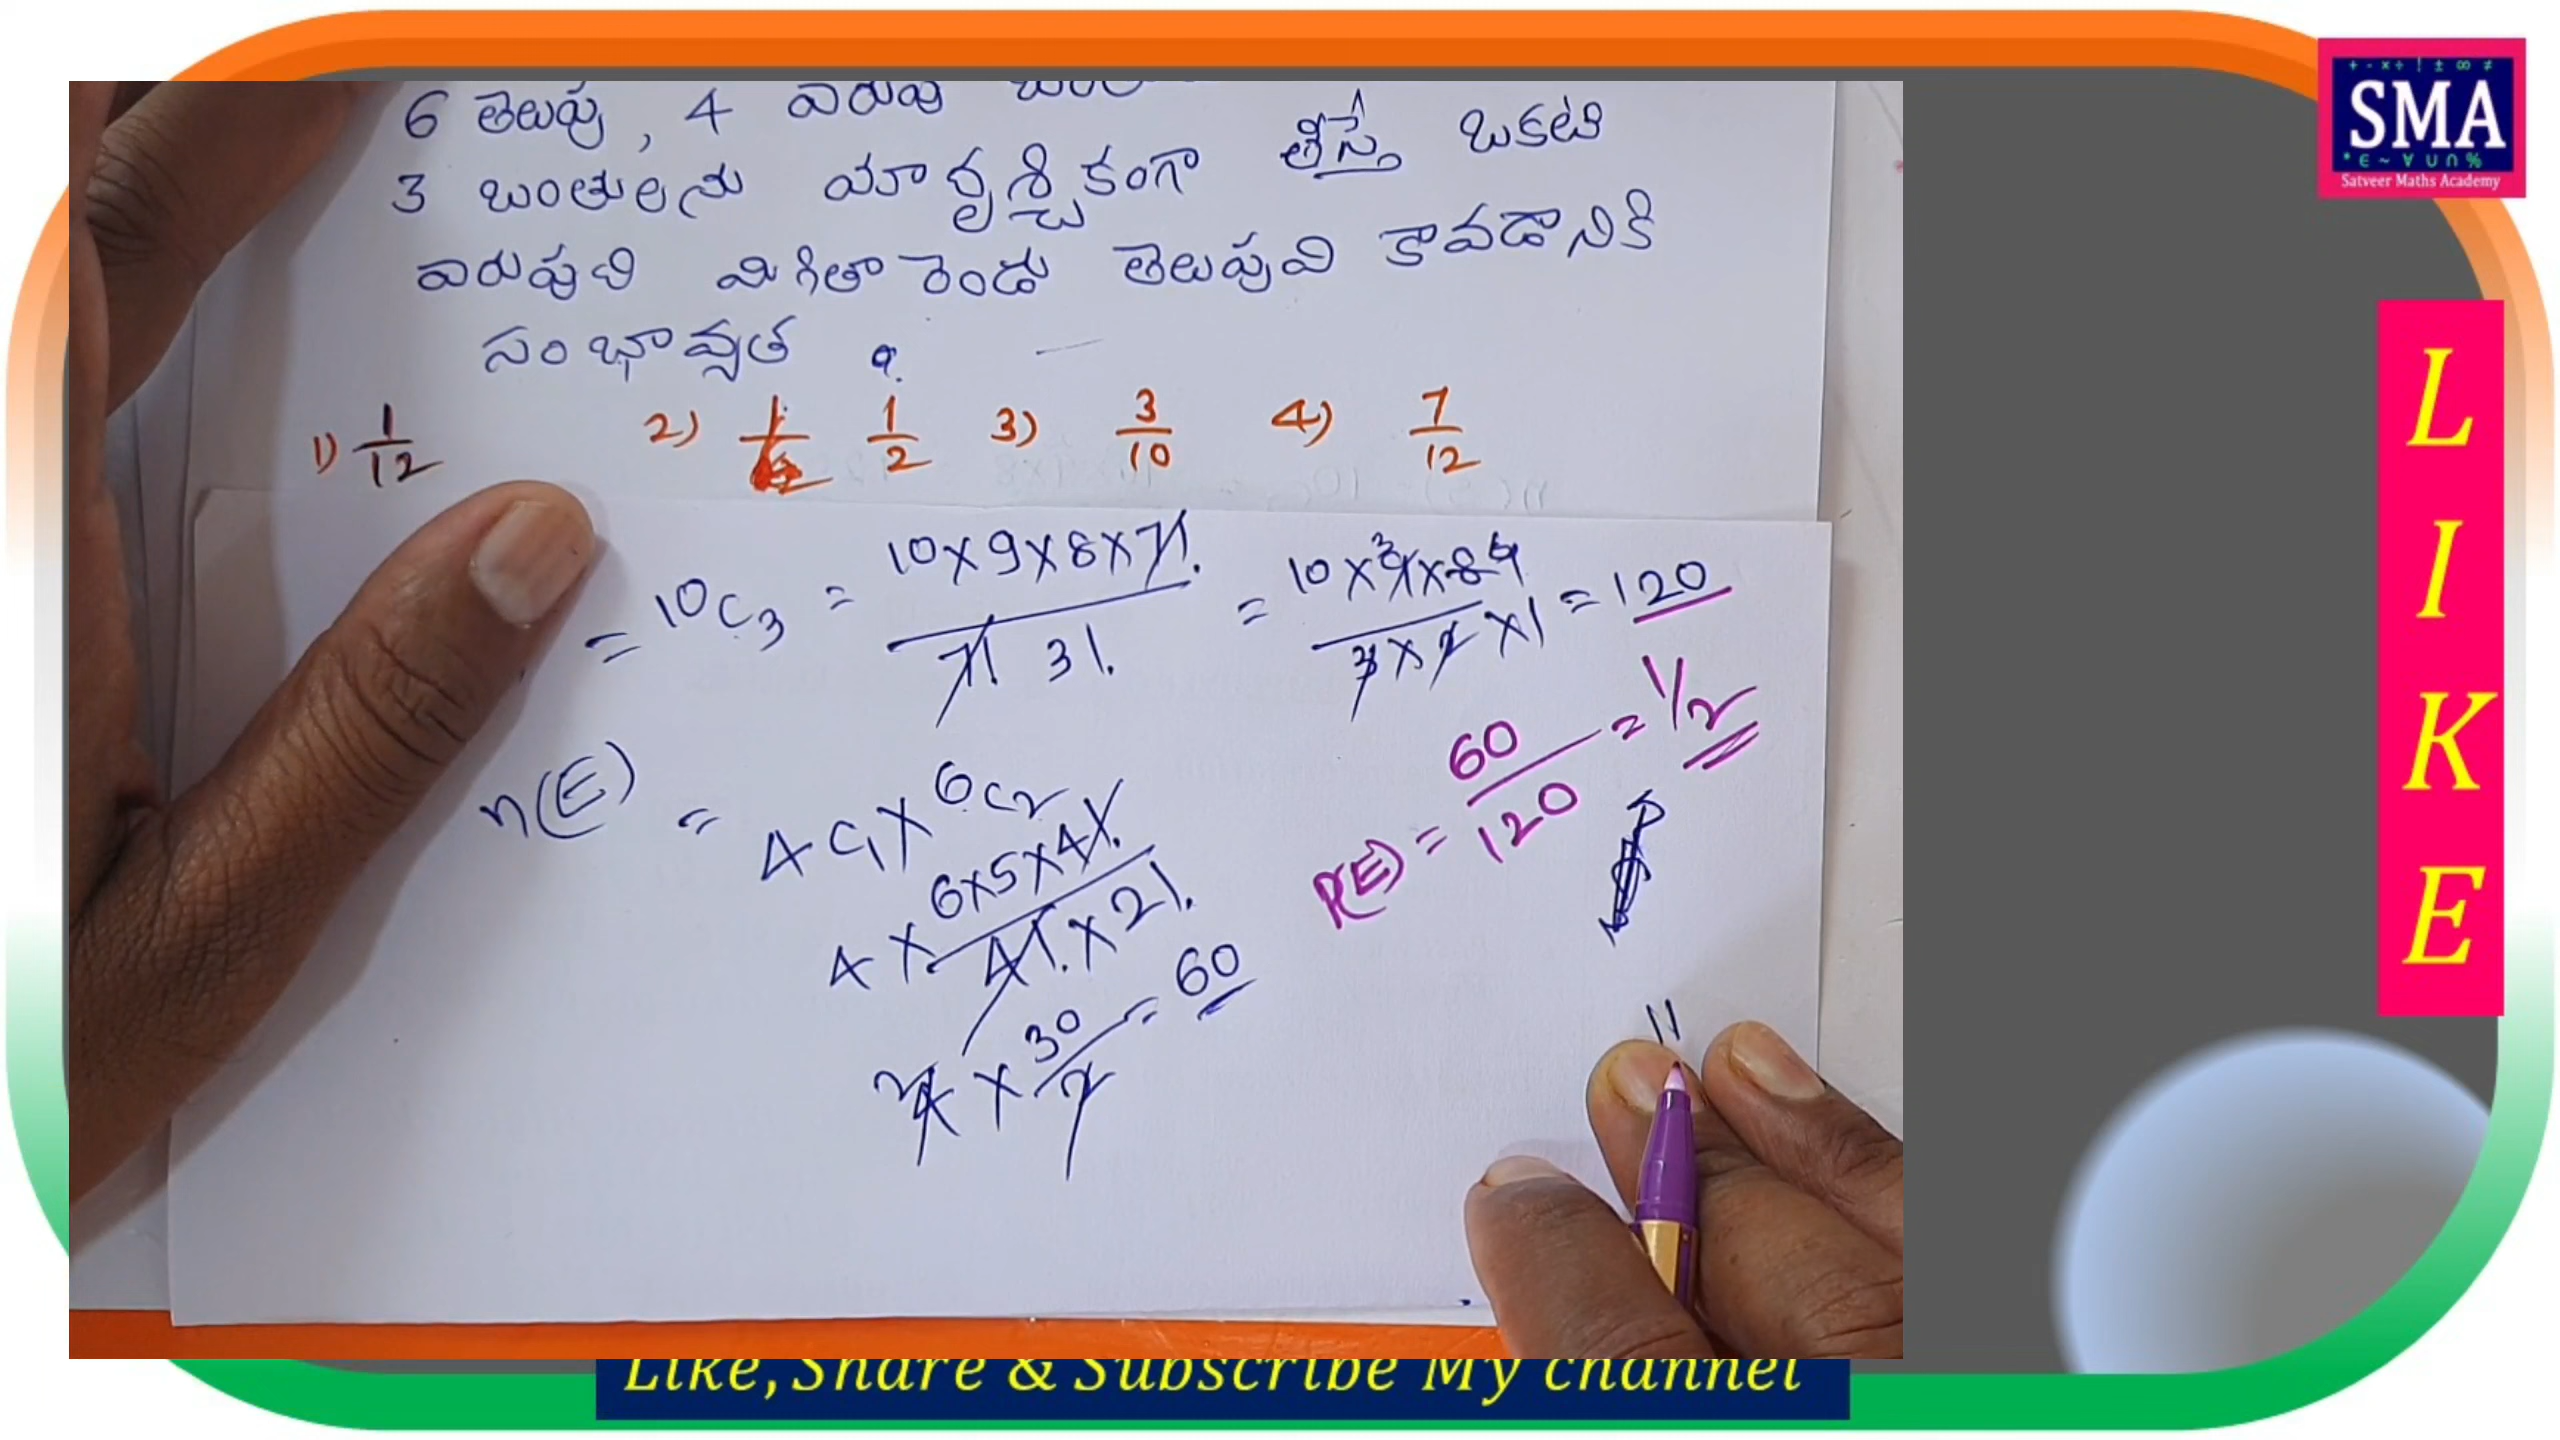 6 తెలుపు, 4 ఎరుపు
3 బంతులను యాదృశ్చికంగా తీస్తే ఒకటి
ఎరుపుది మిగితా రెండు తెలుపువి కావడానికి
సంభావ్యత ?
1) 1/12 2) 1/2 3) 3/10 4) 7/12
= 10C3 = 10×9×8×7!/7! 3! = 10×9×8/3×2×1 = 120
n(E) = 4C1 × 6C2
4 × 6×5×4!/4!×2!
4 × 30/2 = 60
P(E) = 60/120 = 1/2
+ - × ÷ ! ± ∞ ≠
SMA
* ∈ ~ ∀ ∪ ∩ %
Satveer Maths Academy
L
I
K
E
Like, Share & Subscribe My channel